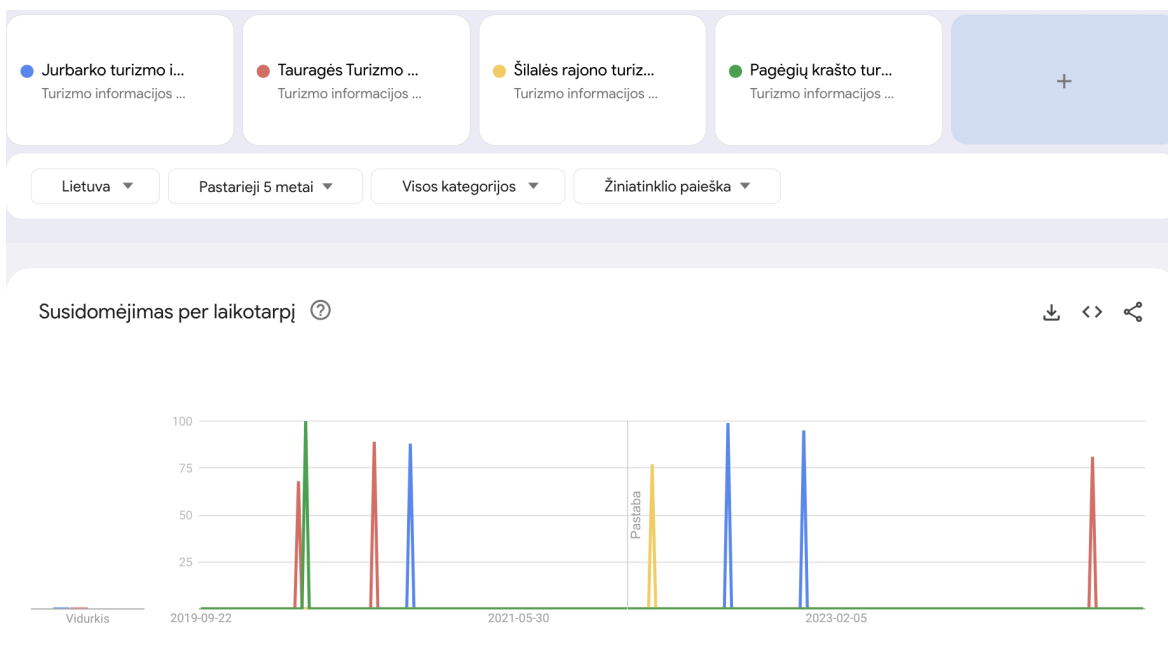 Jurbarko turizmo i...
Turizmo informacijos ...
Tauragės Turizmo ...
Turizmo informacijos ...
Šilalės rajono turiz...
Turizmo informacijos ...
Pagėgių krašto tur...
Turizmo informacijos ...
+
Lietuva
Pastarieji 5 metai
Visos kategorijos
Žiniatinklio paieška
Susidomėjimas per laikotarpį
100
75
50
25
Pastaba
Vidurkis
2019-09-22
2021-05-30
2023-02-05